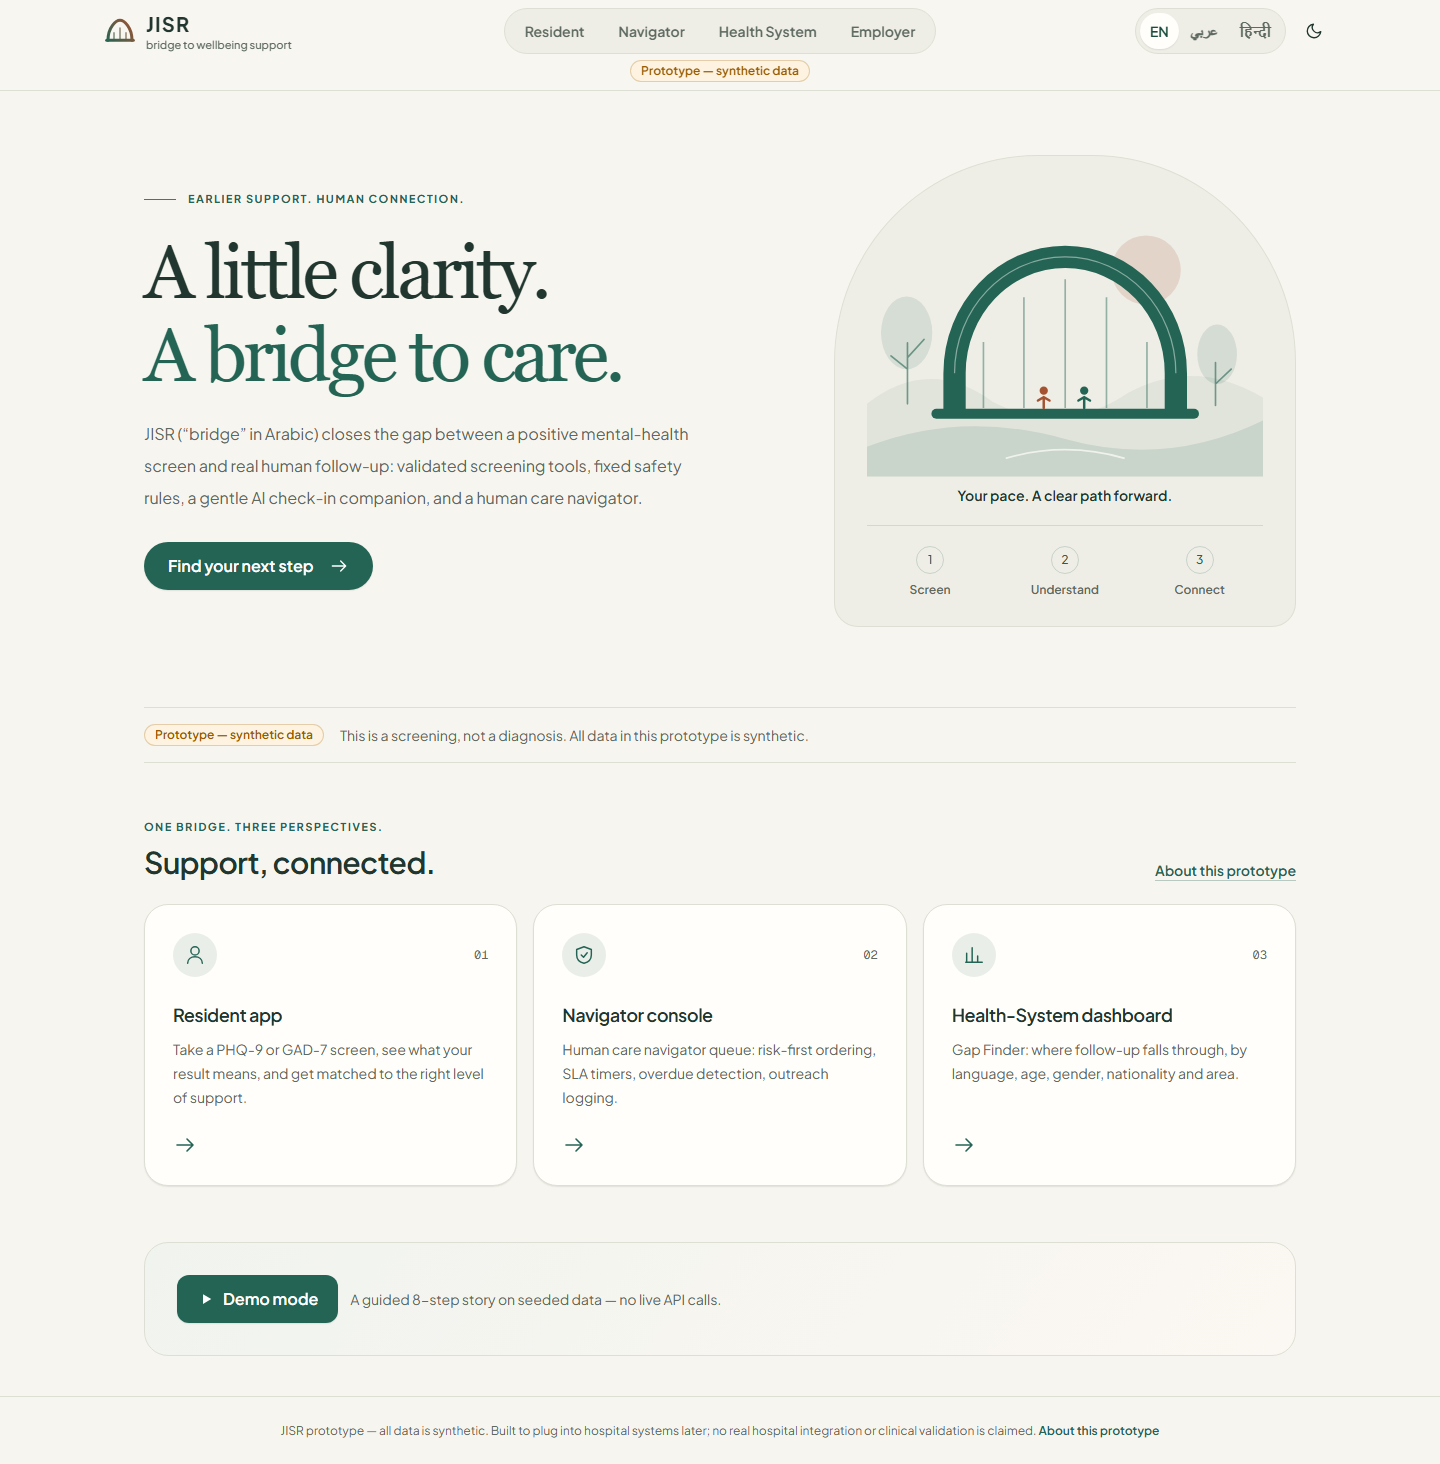 JISR
bridge to wellbeing support
Resident
Navigator
Health System
Employer
EN
عربي
हिन्दी
Prototype — synthetic data
EARLIER SUPPORT. HUMAN CONNECTION.
A little clarity.
A bridge to care.
JISR (“bridge” in Arabic) closes the gap between a positive mental-health
screen and real human follow-up: validated screening tools, fixed safety
rules, a gentle AI check-in companion, and a human care navigator.
Find your next step
Your pace. A clear path forward.
1
2
3
Screen
Understand
Connect
Prototype — synthetic data
This is a screening, not a diagnosis. All data in this prototype is synthetic.
ONE BRIDGE. THREE PERSPECTIVES.
Support, connected.
About this prototype
01
Resident app
Take a PHQ-9 or GAD-7 screen, see what your
result means, and get matched to the right level
of support.
02
Navigator console
Human care navigator queue: risk-first ordering,
SLA timers, overdue detection, outreach
logging.
03
Health-System dashboard
Gap Finder: where follow-up falls through, by
language, age, gender, nationality and area.
Demo mode
A guided 8-step story on seeded data — no live API calls.
JISR prototype — all data is synthetic. Built to plug into hospital systems later; no real hospital integration or clinical validation is claimed. About this prototype